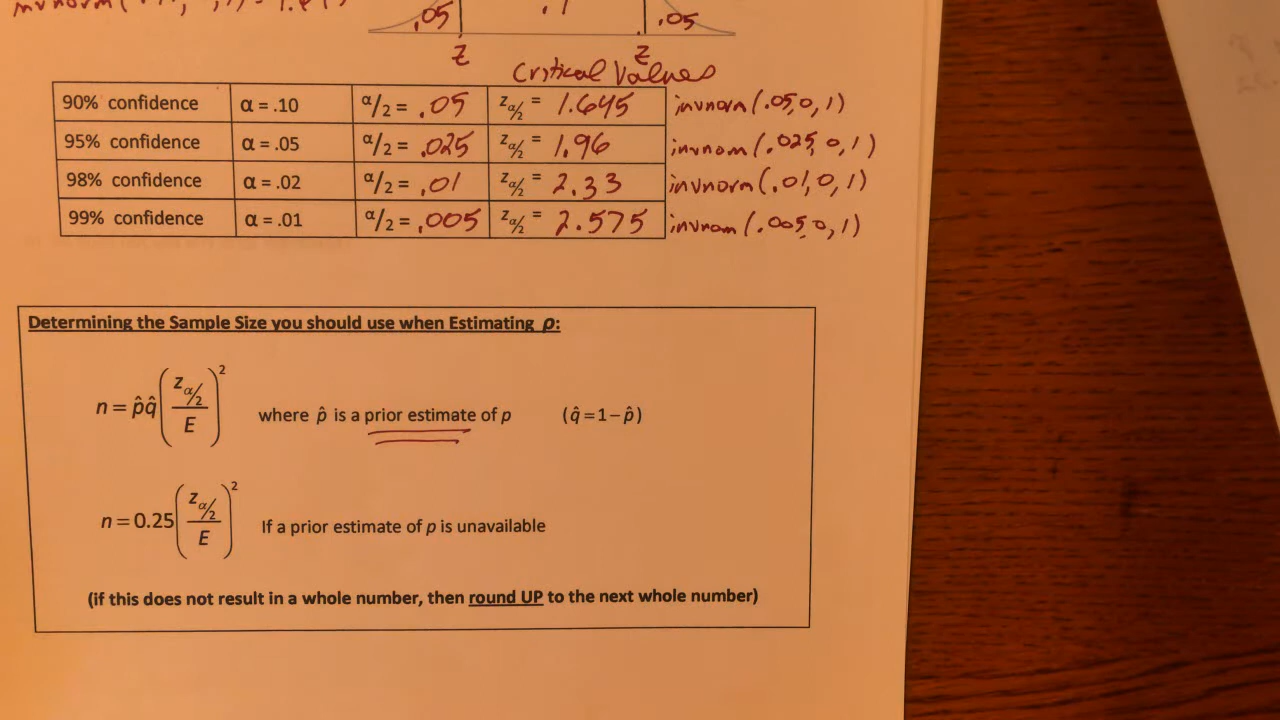 .05 .1 .05
z z
Critical Values
90% confidence α = .10 α/2 = .05 zα/2 = 1.645 invnorm(.05,0,1)
95% confidence α = .05 α/2 = .025 zα/2 = 1.96 invnom(.025,0,1)
98% confidence α = .02 α/2 = .01 zα/2 = 2.33 invnorm(.01,0,1)
99% confidence α = .01 α/2 = .005 zα/2 = 2.575 invnom(.005,0,1)
Determining the Sample Size you should use when Estimating p:
n = p̂q̂(zα/2/E)² where p̂ is a prior estimate of p (q̂ = 1 − p̂)
n = 0.25(zα/2/E)² If a prior estimate of p is unavailable
(if this does not result in a whole number, then round UP to the next whole number)